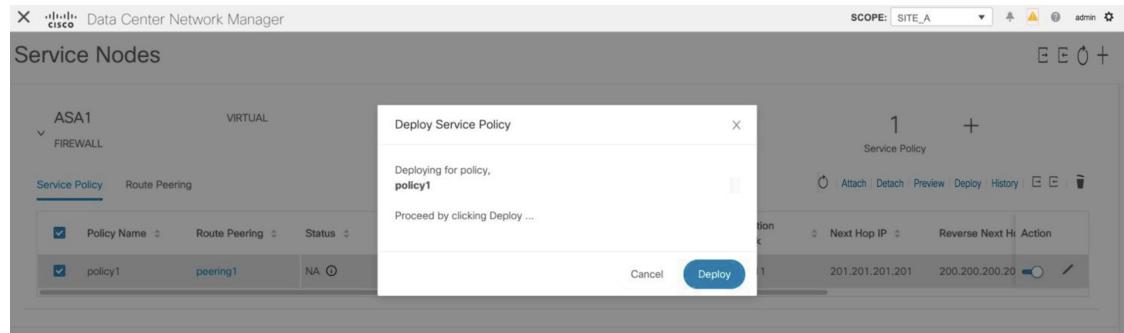 cisco Data Center Network Manager SCOPE: SITE_A admin
Service Nodes
ASA1 VIRTUAL
FIREWALL
1
Service Policy
Service Policy Route Peering
Attach Detach Preview Deploy History
Deploy Service Policy
Deploying for policy,
policy1
Proceed by clicking Deploy ...
Cancel Deploy
Policy Name Route Peering Status Next Hop IP Reverse Next Action
policy1 peering1 NA 201.201.201.201 200.200.200.20